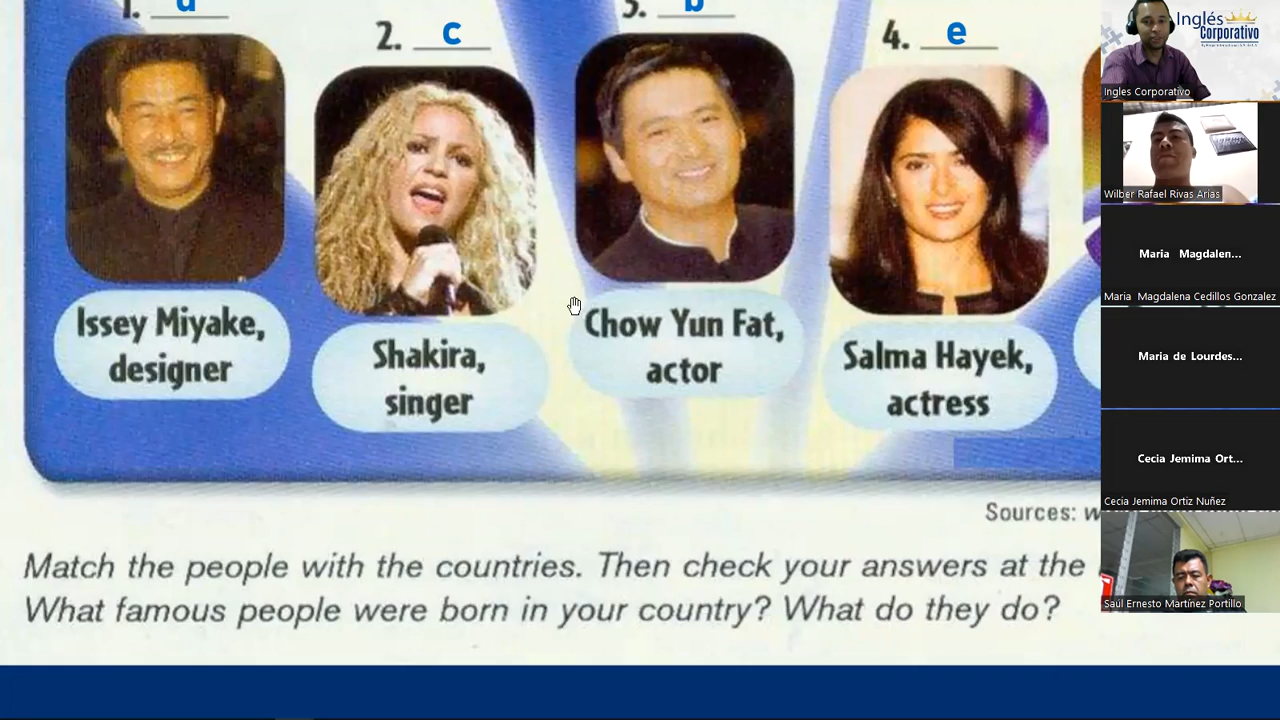 1. d
2. c
3. b
4. e
Issey Miyake,
designer
Shakira,
singer
Chow Yun Fat,
actor
Salma Hayek,
actress
Sources: w
Match the people with the countries. Then check your answers at the
What famous people were born in your country? What do they do?
Inglés
Corporativo
Ingles Corporativo
Wilber Rafael Rivas Arias
Maria Magdalen...
Maria Magdalena Cedillos Gonzalez
Maria de Lourdes...
Cecia Jemima Ort...
Cecia Jemima Ortiz Nuñez
Saúl Ernesto Martínez Portillo